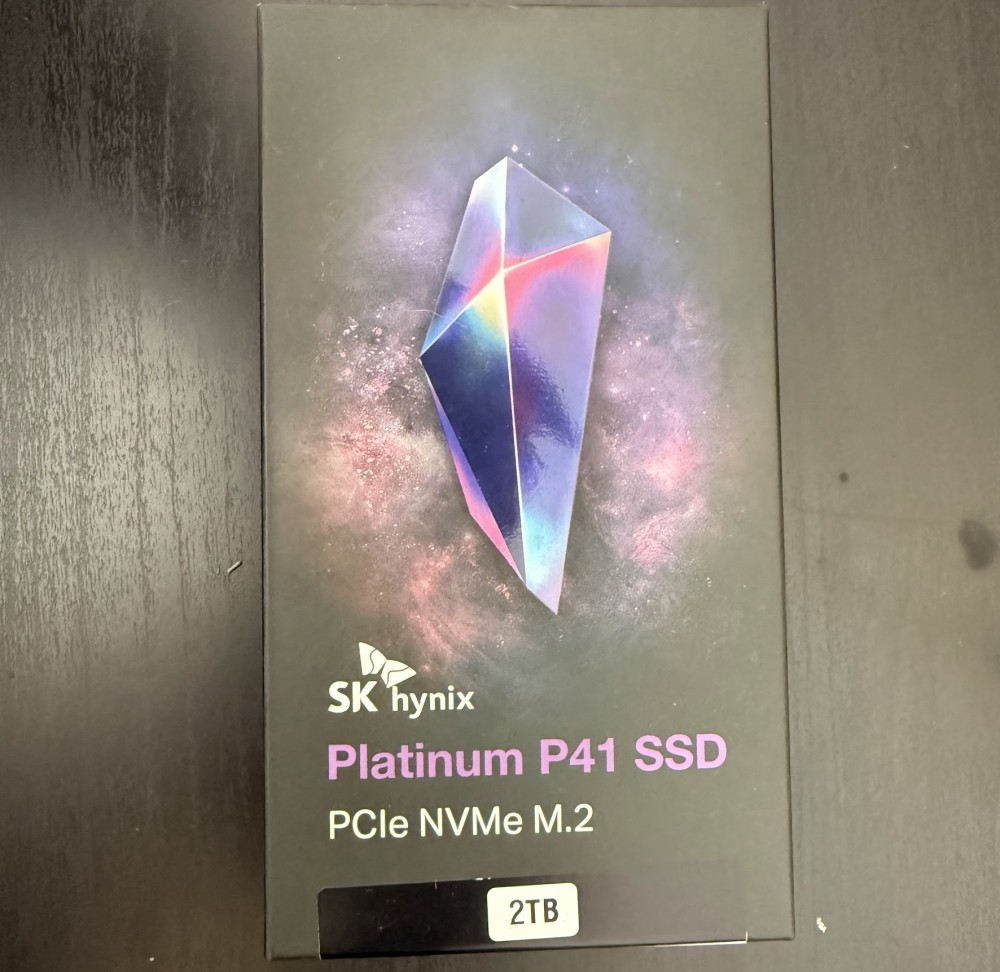 SK hynix
Platinum P41 SSD
PCIe NVMe M.2
2TB